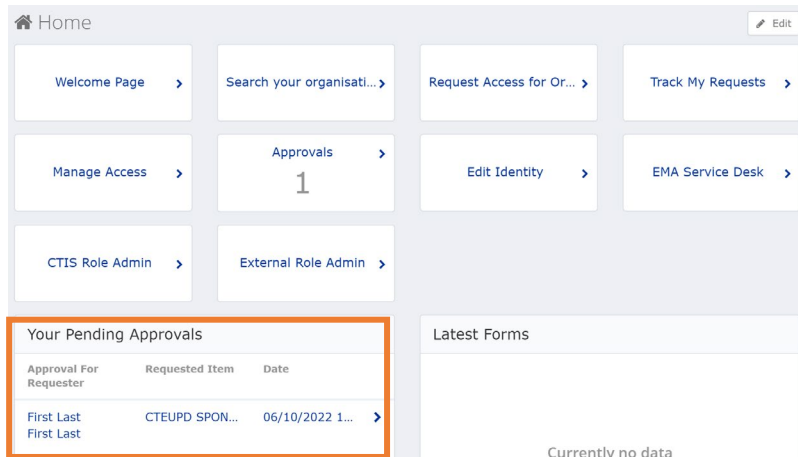 Home
Edit
Welcome Page
Search your organisati...
Request Access for Or...
Track My Requests
Manage Access
Approvals
1
Edit Identity
EMA Service Desk
CTIS Role Admin
External Role Admin
Your Pending Approvals
Latest Forms
Approval For Requester
Requested Item
Date
First Last
First Last
CTEUPD SPON...
06/10/2022 1...
Currently no data